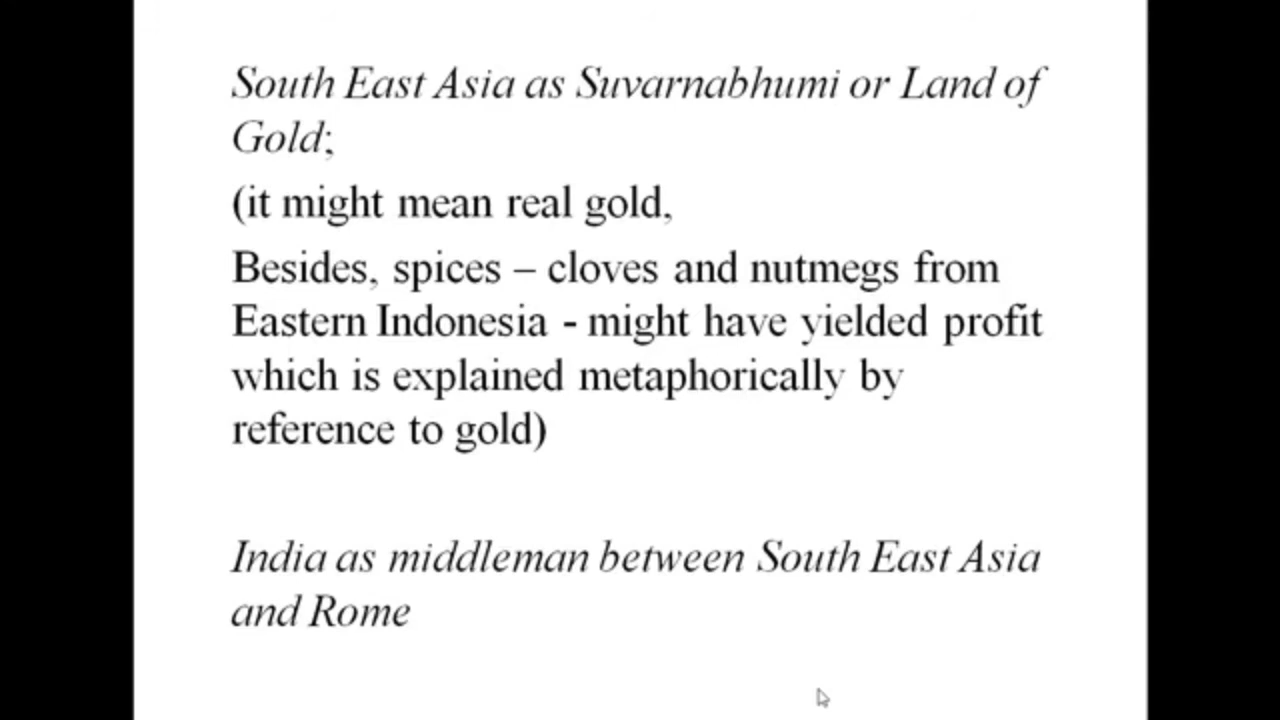 South East Asia as Suvarnabhumi or Land of
Gold;
(it might mean real gold,
Besides, spices – cloves and nutmegs from
Eastern Indonesia - might have yielded profit
which is explained metaphorically by
reference to gold)
India as middleman between South East Asia
and Rome